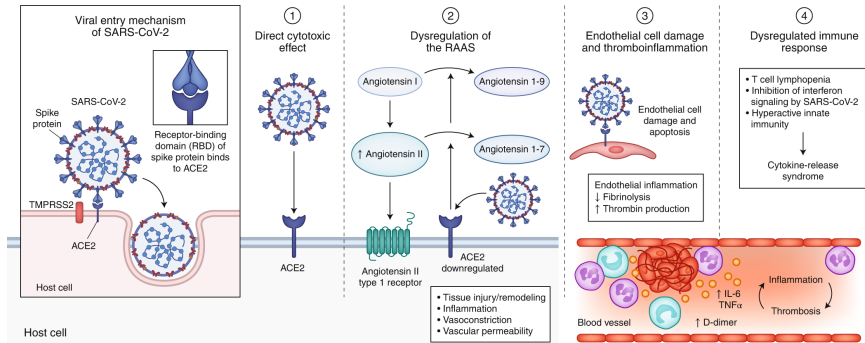 Viral entry mechanism
of SARS-CoV-2
SARS-CoV-2
Spike
protein
Receptor-binding
domain (RBD) of
spike protein binds
to ACE2
TMPRSS2
ACE2
Host cell
Host cell
1
Direct cytotoxic
effect
ACE2
2
Dysregulation
of the RAAS
Angiotensin I
Angiotensin 1-9
↑ Angiotensin II
Angiotensin 1-7
Angiotensin II
type 1 receptor
ACE2
downregulated
• Tissue injury/remodeling
• Inflammation
• Vasoconstriction
• Vascular permeability
3
Endothelial cell damage
and thromboinflammation
Endothelial cell
damage and
apoptosis
Endothelial inflammation
↓ Fibrinolysis
↑ Thrombin production
4
Dysregulated immune
response
• T cell lymphopenia
• Inhibition of interferon
signaling by SARS-CoV-2
• Hyperactive innate
immunity
Cytokine-release
syndrome
Blood vessel
↑ IL-6
TNFα
↑ D-dimer
Inflammation
Thrombosis